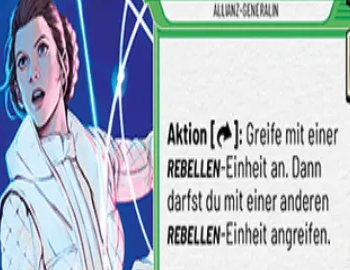 ALLIANZ-GENERALIN
Aktion [↷]: Greife mit einer
REBELLEN-Einheit an. Dann
darfst du mit einer anderen
REBELLEN-Einheit angreifen.